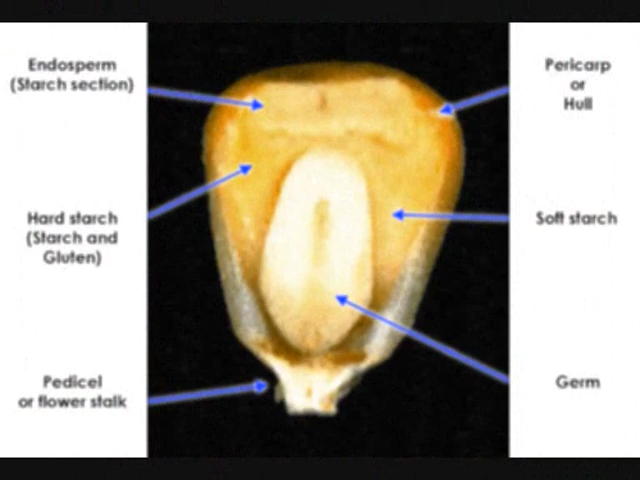 Endosperm
(Starch section)
Hard starch
(Starch and
Gluten)
Pedicel
or flower stalk
Pericarp
or
Hull
Soft starch
Germ